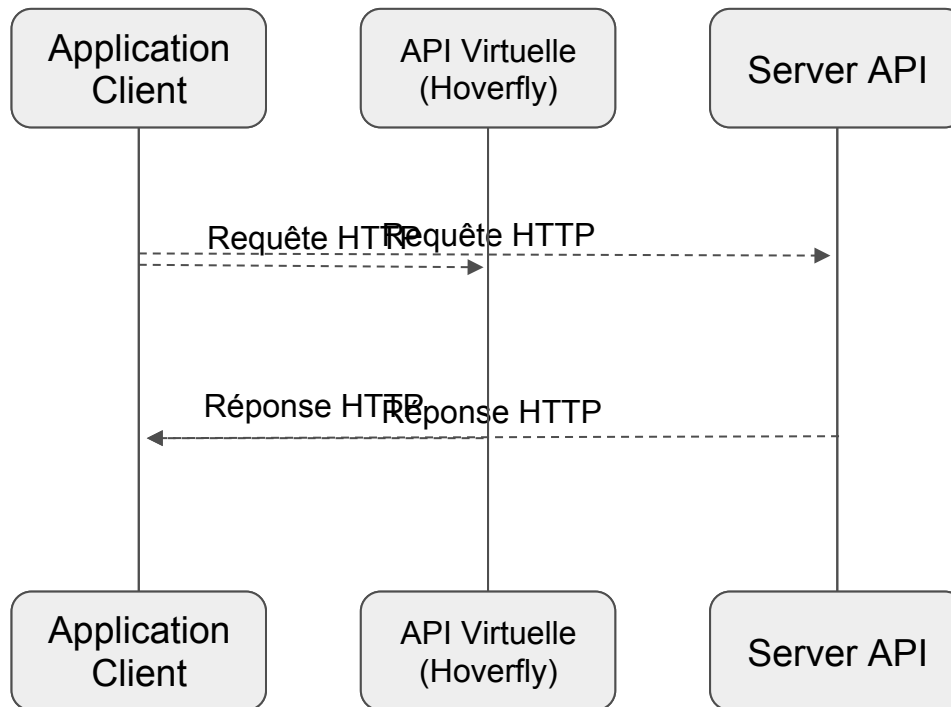 Application
Client
API Virtuelle
(Hoverfly)
Server API
Requête HTTP
Requête HTTP
Réponse HTTP
Réponse HTTP
Application
Client
API Virtuelle
(Hoverfly)
Server API